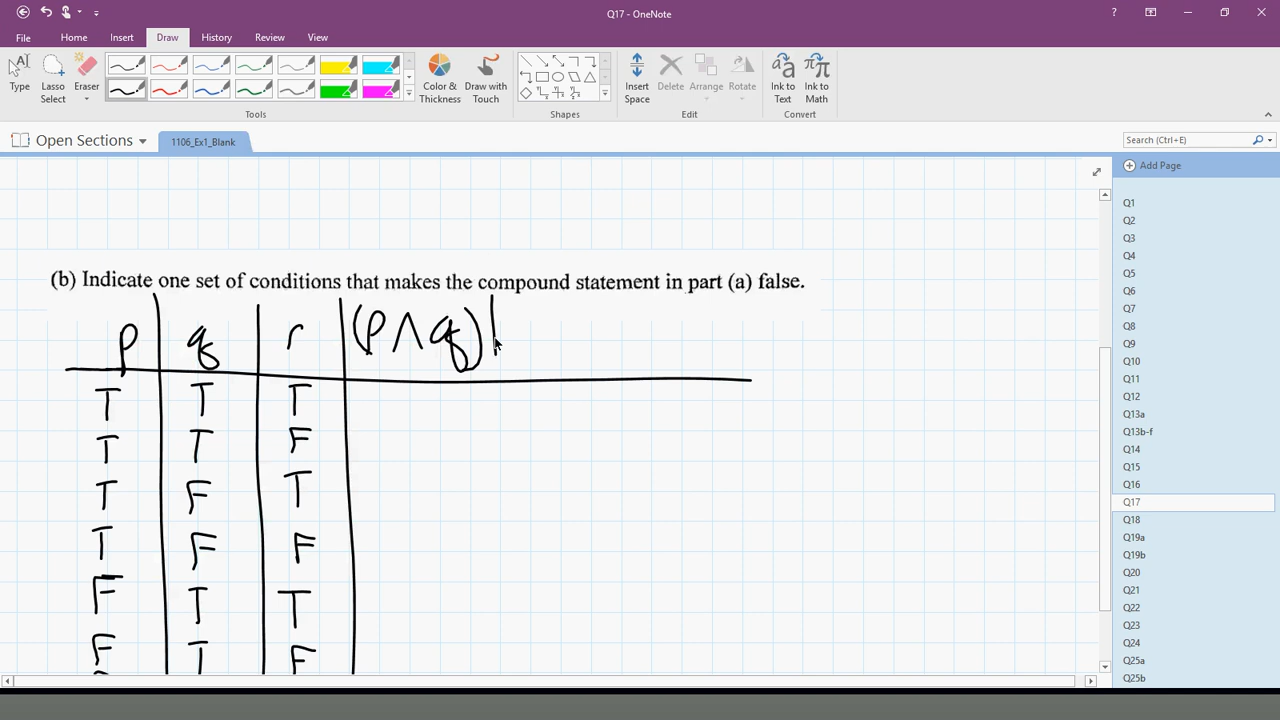 Q17 - OneNote
?
File Home Insert Draw History Review View
Type Lasso Select Eraser Color & Thickness Draw with Touch Insert Space Delete Arrange Rotate Ink to Text Ink to Math
Tools Shapes Edit Convert
Open Sections 1106_Ex1_Blank Search (Ctrl+E)
Add Page
(b) Indicate one set of conditions that makes the compound statement in part (a) false.
p q r (p ∧ q)
T T T
T T F
T F T
T F F
F T T
F T F
Q1
Q2
Q3
Q4
Q5
Q6
Q7
Q8
Q9
Q10
Q11
Q12
Q13a
Q13b-f
Q14
Q15
Q16
Q17
Q18
Q19a
Q19b
Q20
Q21
Q22
Q23
Q24
Q25a
Q25b